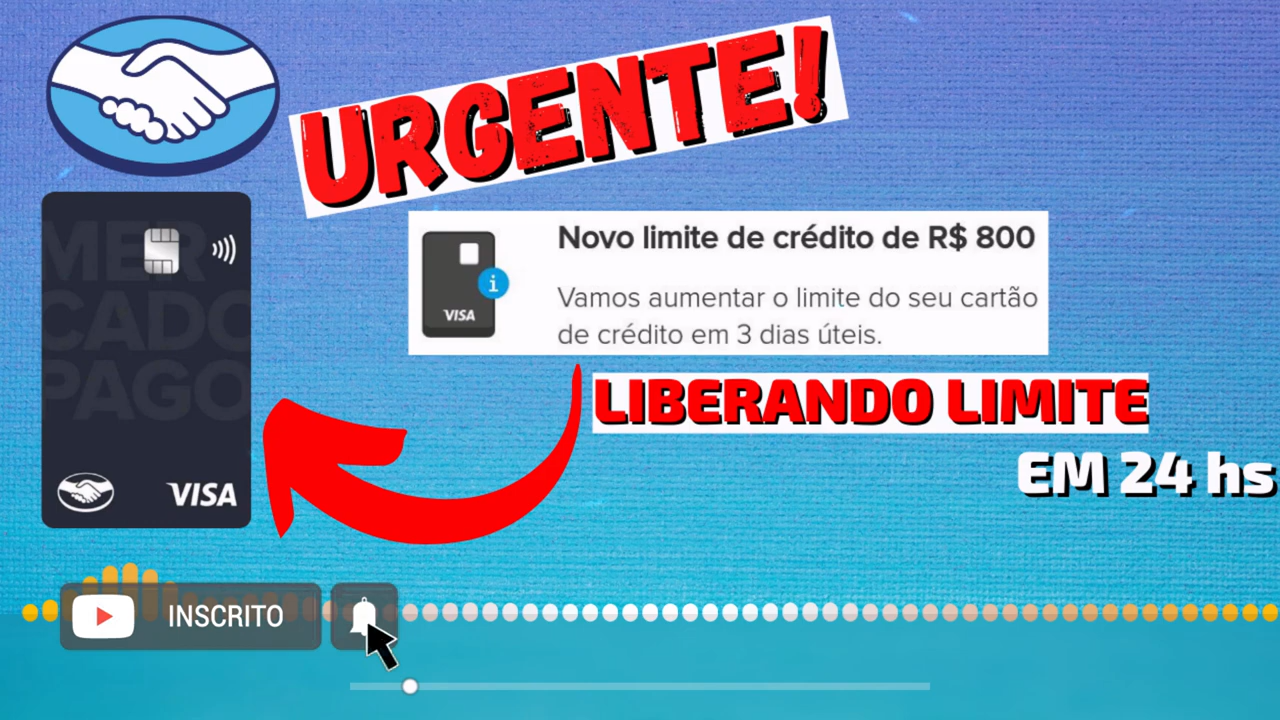 URGENTE!
Novo limite de crédito de R$ 800
Vamos aumentar o limite do seu cartão
de crédito em 3 dias úteis.
VISA
i
LIBERANDO LIMITE
EM 24 hs
MER
CADO
PAGO
VISA
INSCRITO